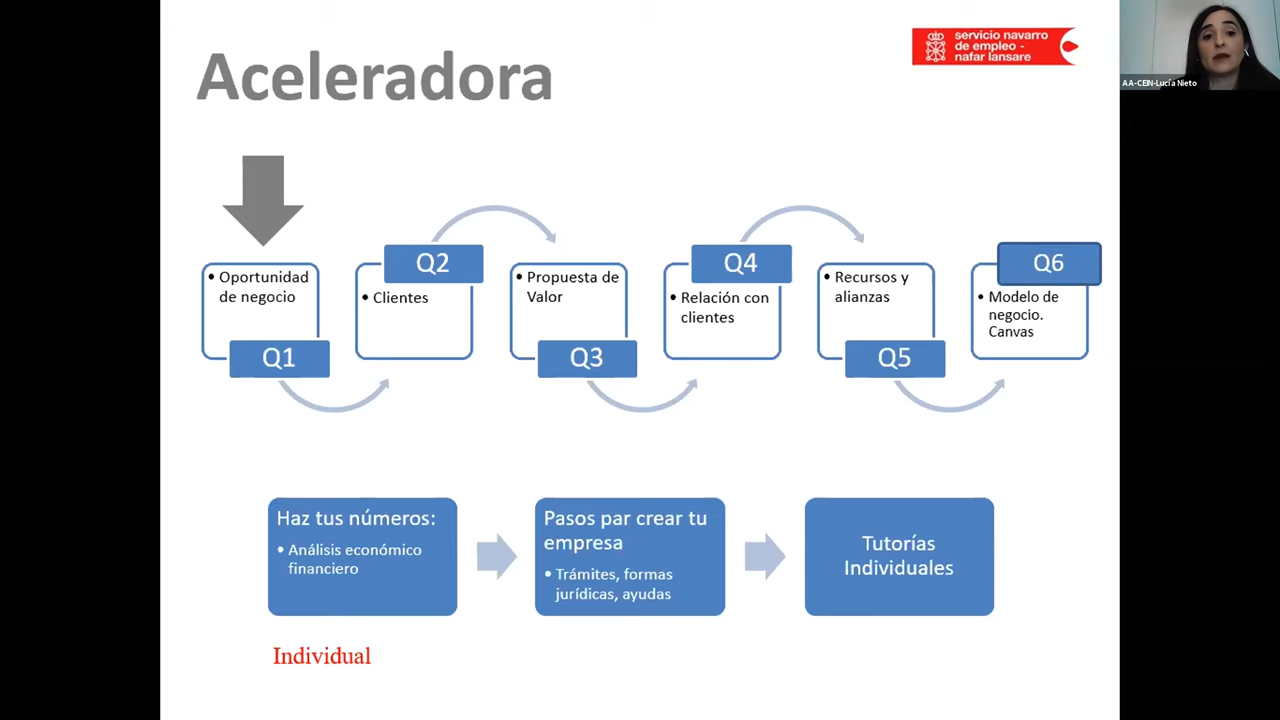 Aceleradora
servicio navarro
de empleo -
nafar lansare
AA-CEIN-Lucía Nieto
• Oportunidad
de negocio
Q1
Q2
• Clientes
• Propuesta de
Valor
Q3
Q4
• Relación con
clientes
• Recursos y
alianzas
Q5
Q6
• Modelo de
negocio.
Canvas
Haz tus números:
• Análisis económico
financiero
Pasos par crear tu
empresa
• Trámites, formas
jurídicas, ayudas
Tutorías
Individuales
Individual